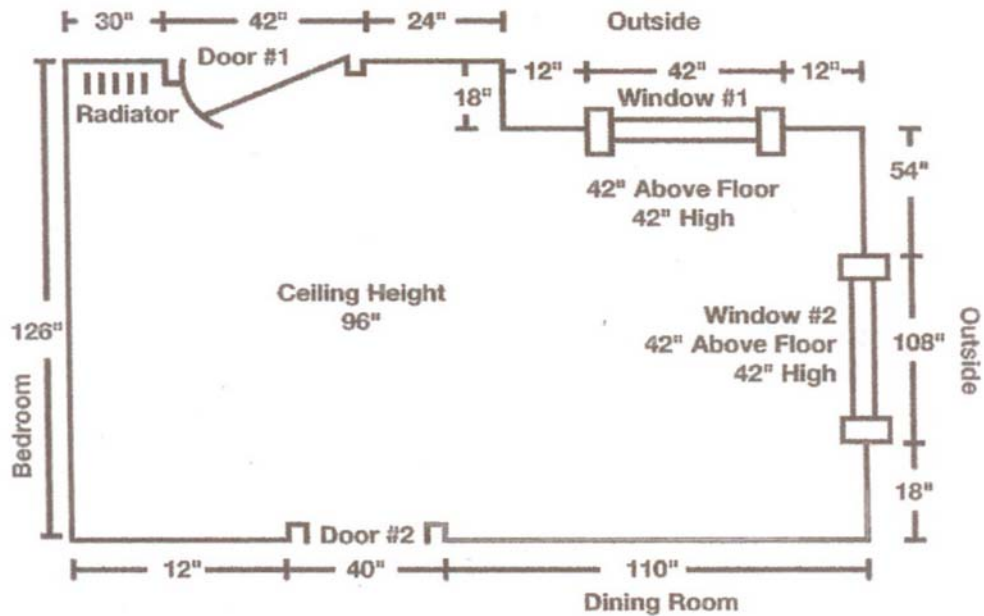 30" 42" 24" Outside
Door #1
12" 42" 12"
Radiator
18"
Window #1
54"
42" Above Floor
42" High
Ceiling Height
96"
126"
Bedroom
Window #2
42" Above Floor
42" High
108"
Outside
18"
Door #2
12" 40" 110"
Dining Room